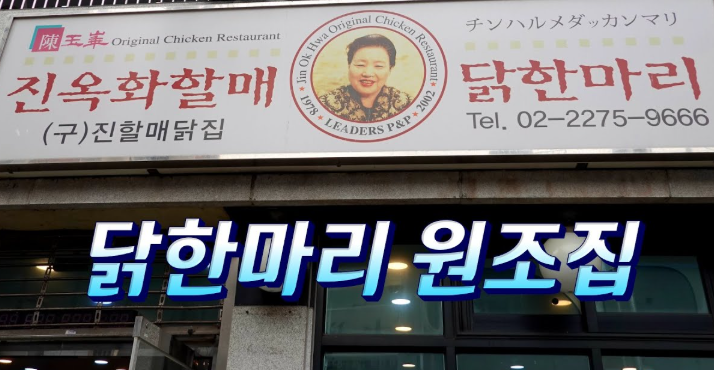 陳玉華 Original Chicken Restaurant
진옥화할매
(구)진할매닭집
Jin Ok Hwa Original Chicken Restaurant
1978 ★ LEADERS P&P ★ 2002
チンハルメダッカンマリ
닭한마리
Tel. 02-2275-9666
닭한마리 원조집